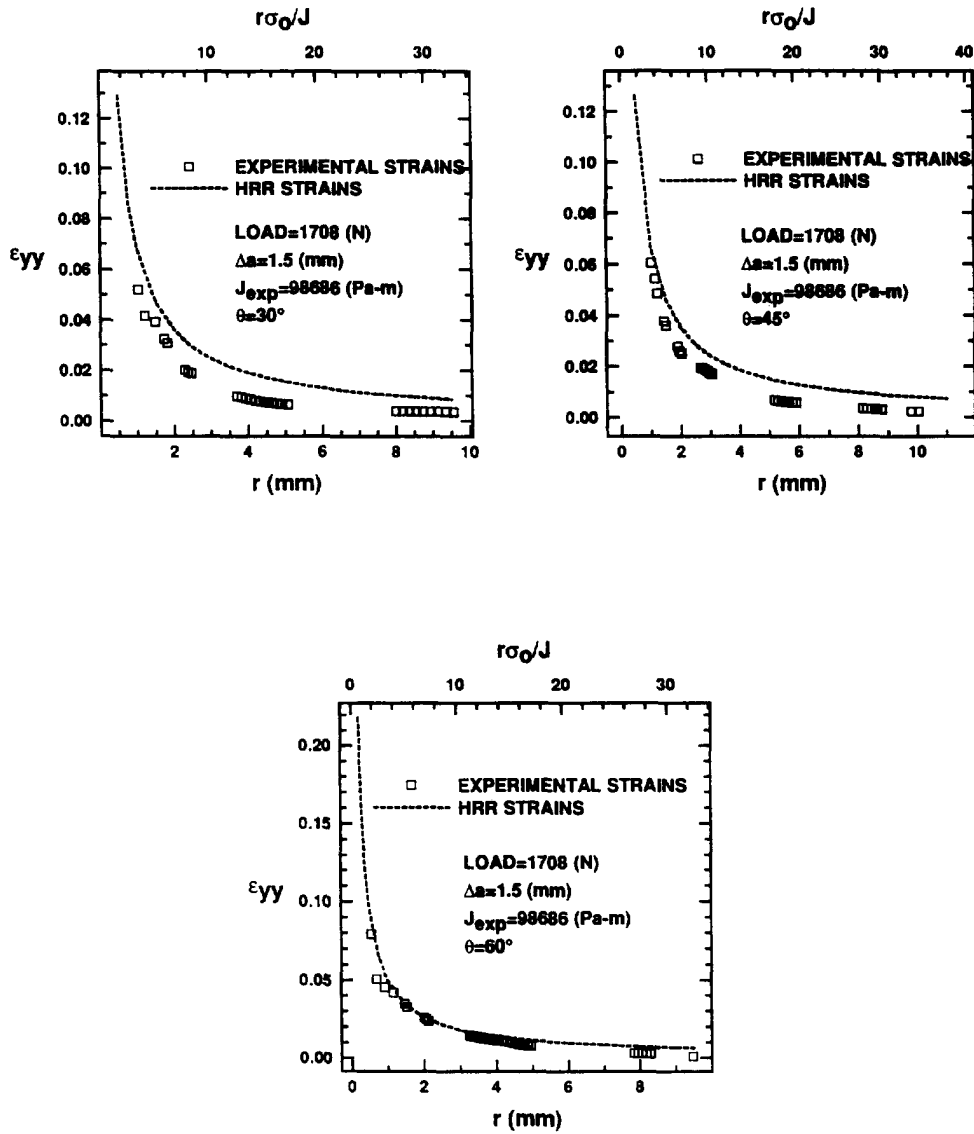 rσ₀/J
10 20 30
0.12
0.10
0.08
0.06
0.04
0.02
0.00
εyy
EXPERIMENTAL STRAINS
HRR STRAINS
LOAD=1708 (N)
Δa=1.5 (mm)
Jexp=98686 (Pa-m)
θ=30°
2 4 6 8 10
r (mm)
rσ₀/J
0 10 20 30 40
0.12
0.10
0.08
0.06
0.04
0.02
0.00
εyy
EXPERIMENTAL STRAINS
HRR STRAINS
LOAD=1708 (N)
Δa=1.5 (mm)
Jexp=98686 (Pa-m)
θ=45°
0 2 4 6 8 10
r (mm)
rσ₀/J
0 10 20 30
0.20
0.15
0.10
0.05
0.00
εyy
EXPERIMENTAL STRAINS
HRR STRAINS
LOAD=1708 (N)
Δa=1.5 (mm)
Jexp=98686 (Pa-m)
θ=60°
0 2 4 6 8
r (mm)